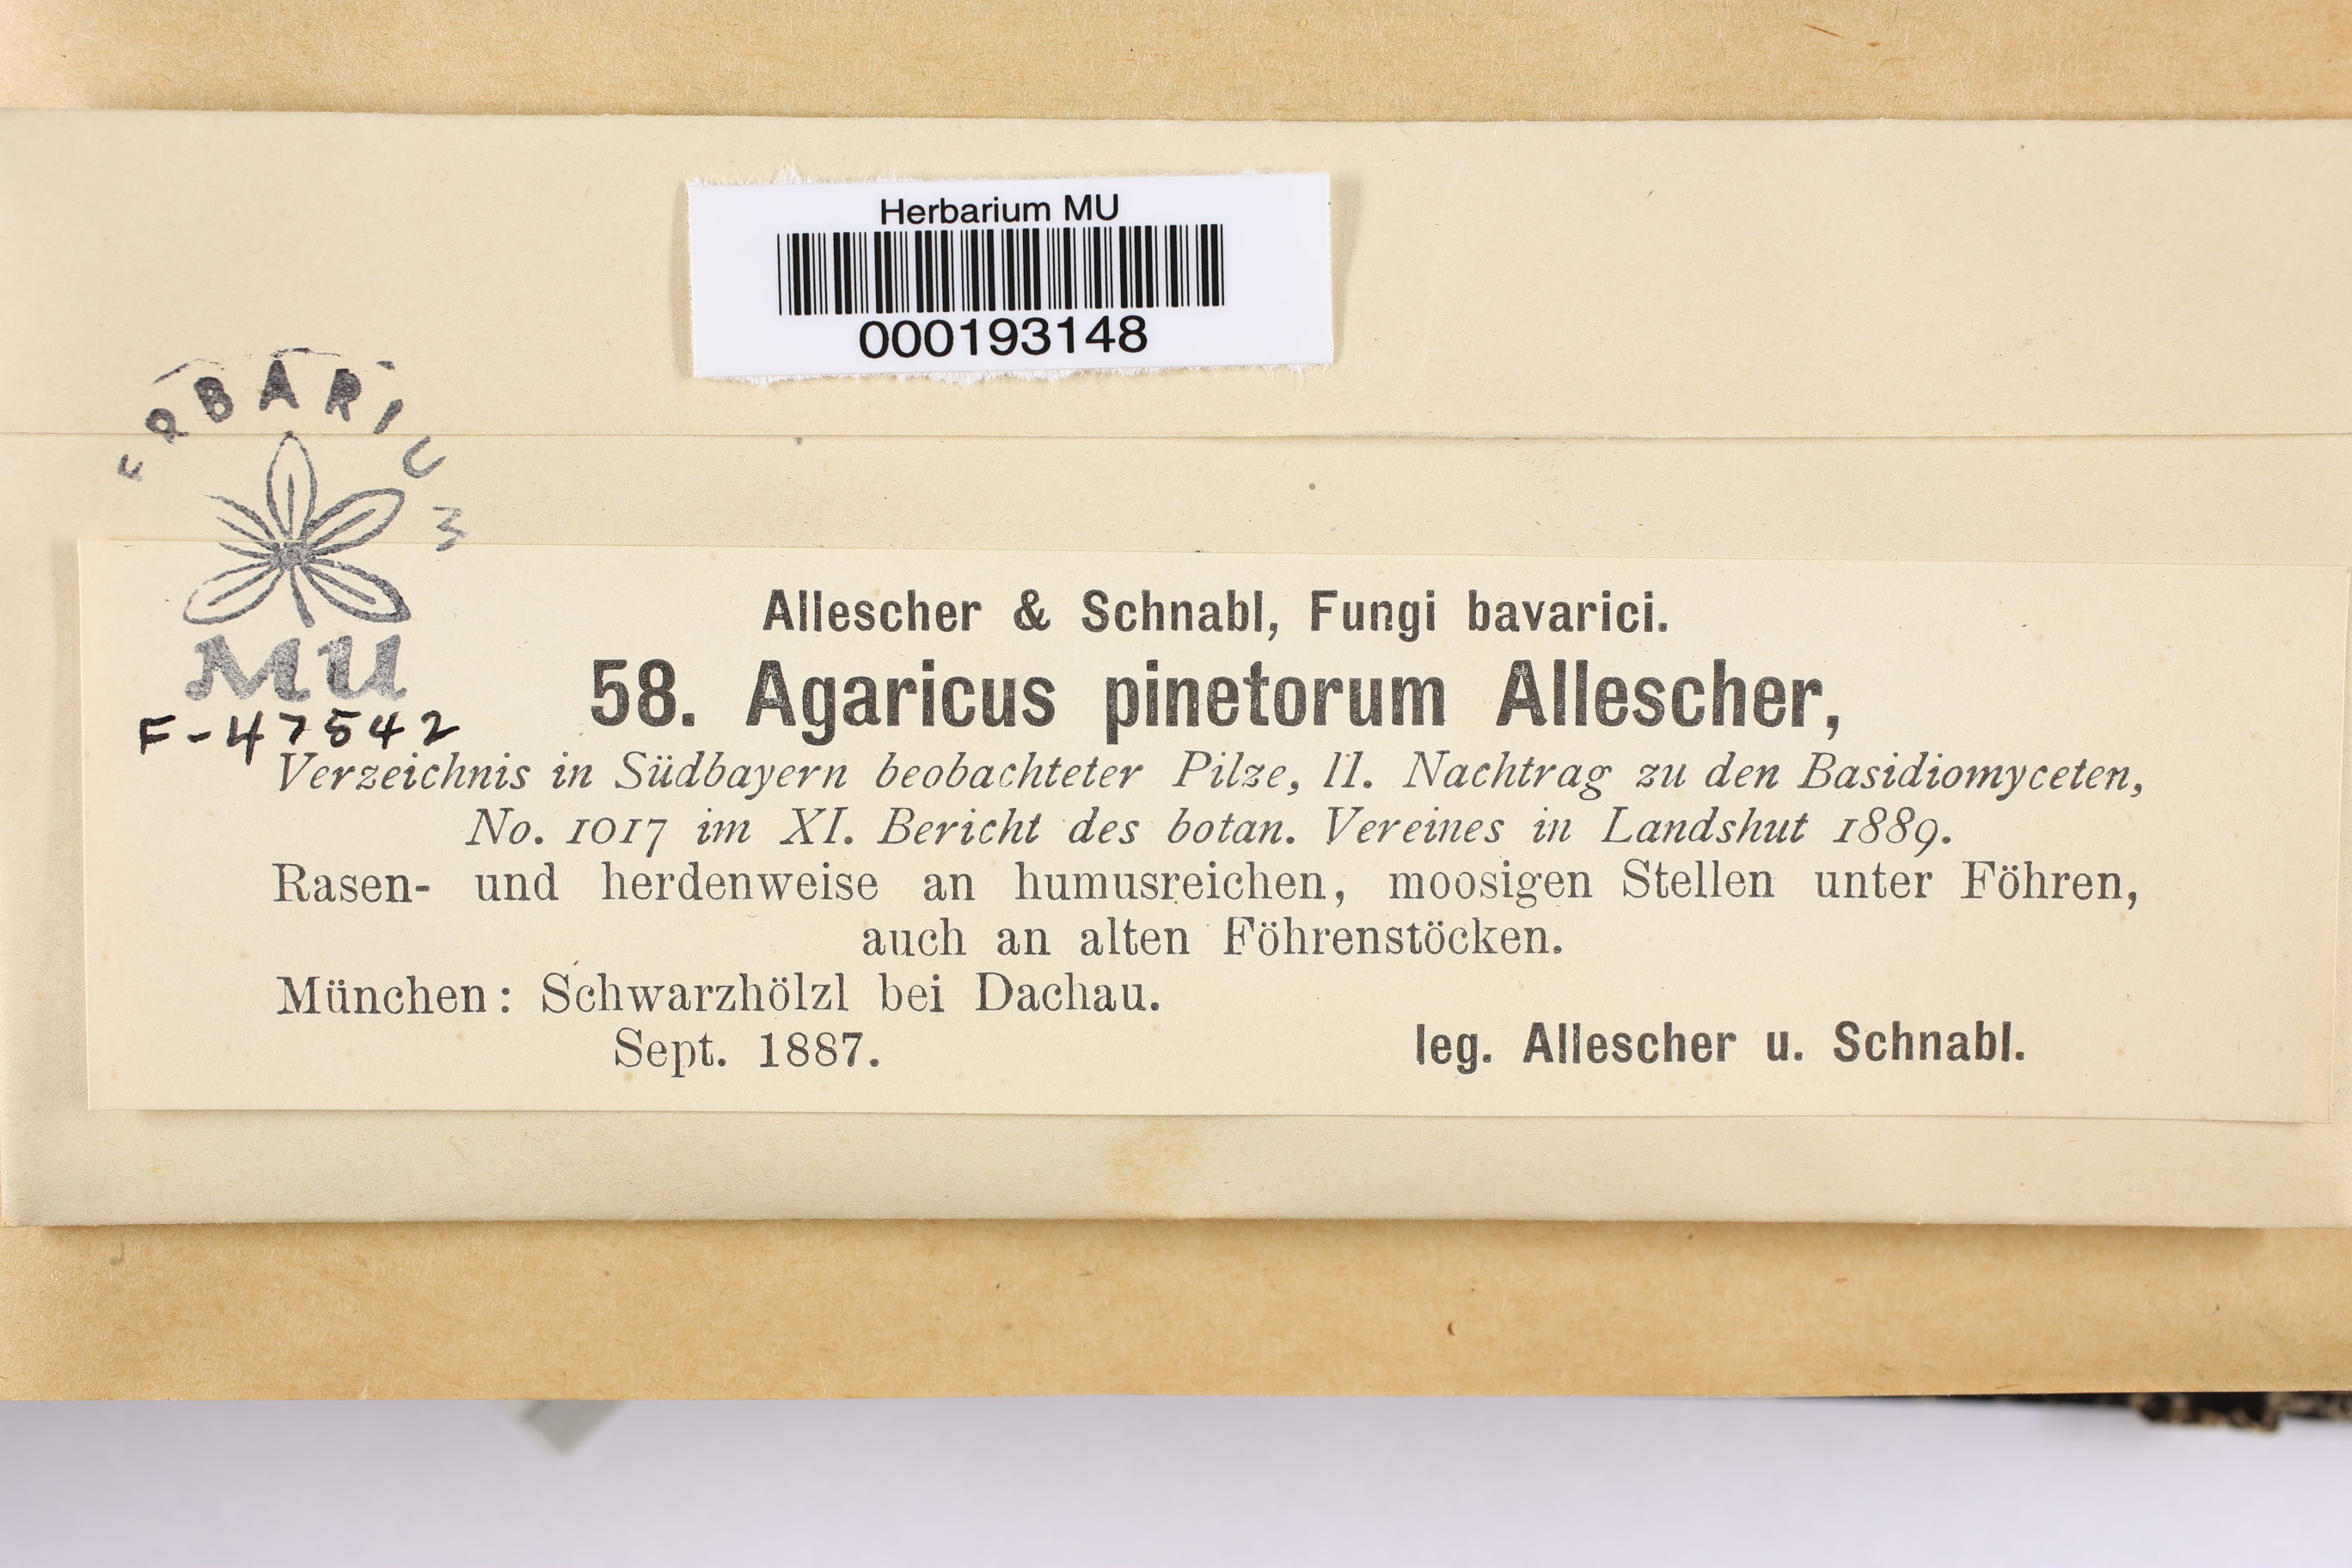 Herbarium MU
000193148
ERBARIUM
MU
F-47542
Allescher & Schnabl, Fungi bavarici.
58. Agaricus pinetorum Allescher,
Verzeichnis in Südbayern beobachteter Pilze, II. Nachtrag zu den Basidiomyceten,
No. 1017 im XI. Bericht des botan. Vereines in Landshut 1889.
Rasen- und herdenweise an humusreichen, moosigen Stellen unter Föhren,
auch an alten Föhrenstöcken.
München: Schwarzhölzl bei Dachau.
Sept. 1887.
leg. Allescher u. Schnabl.